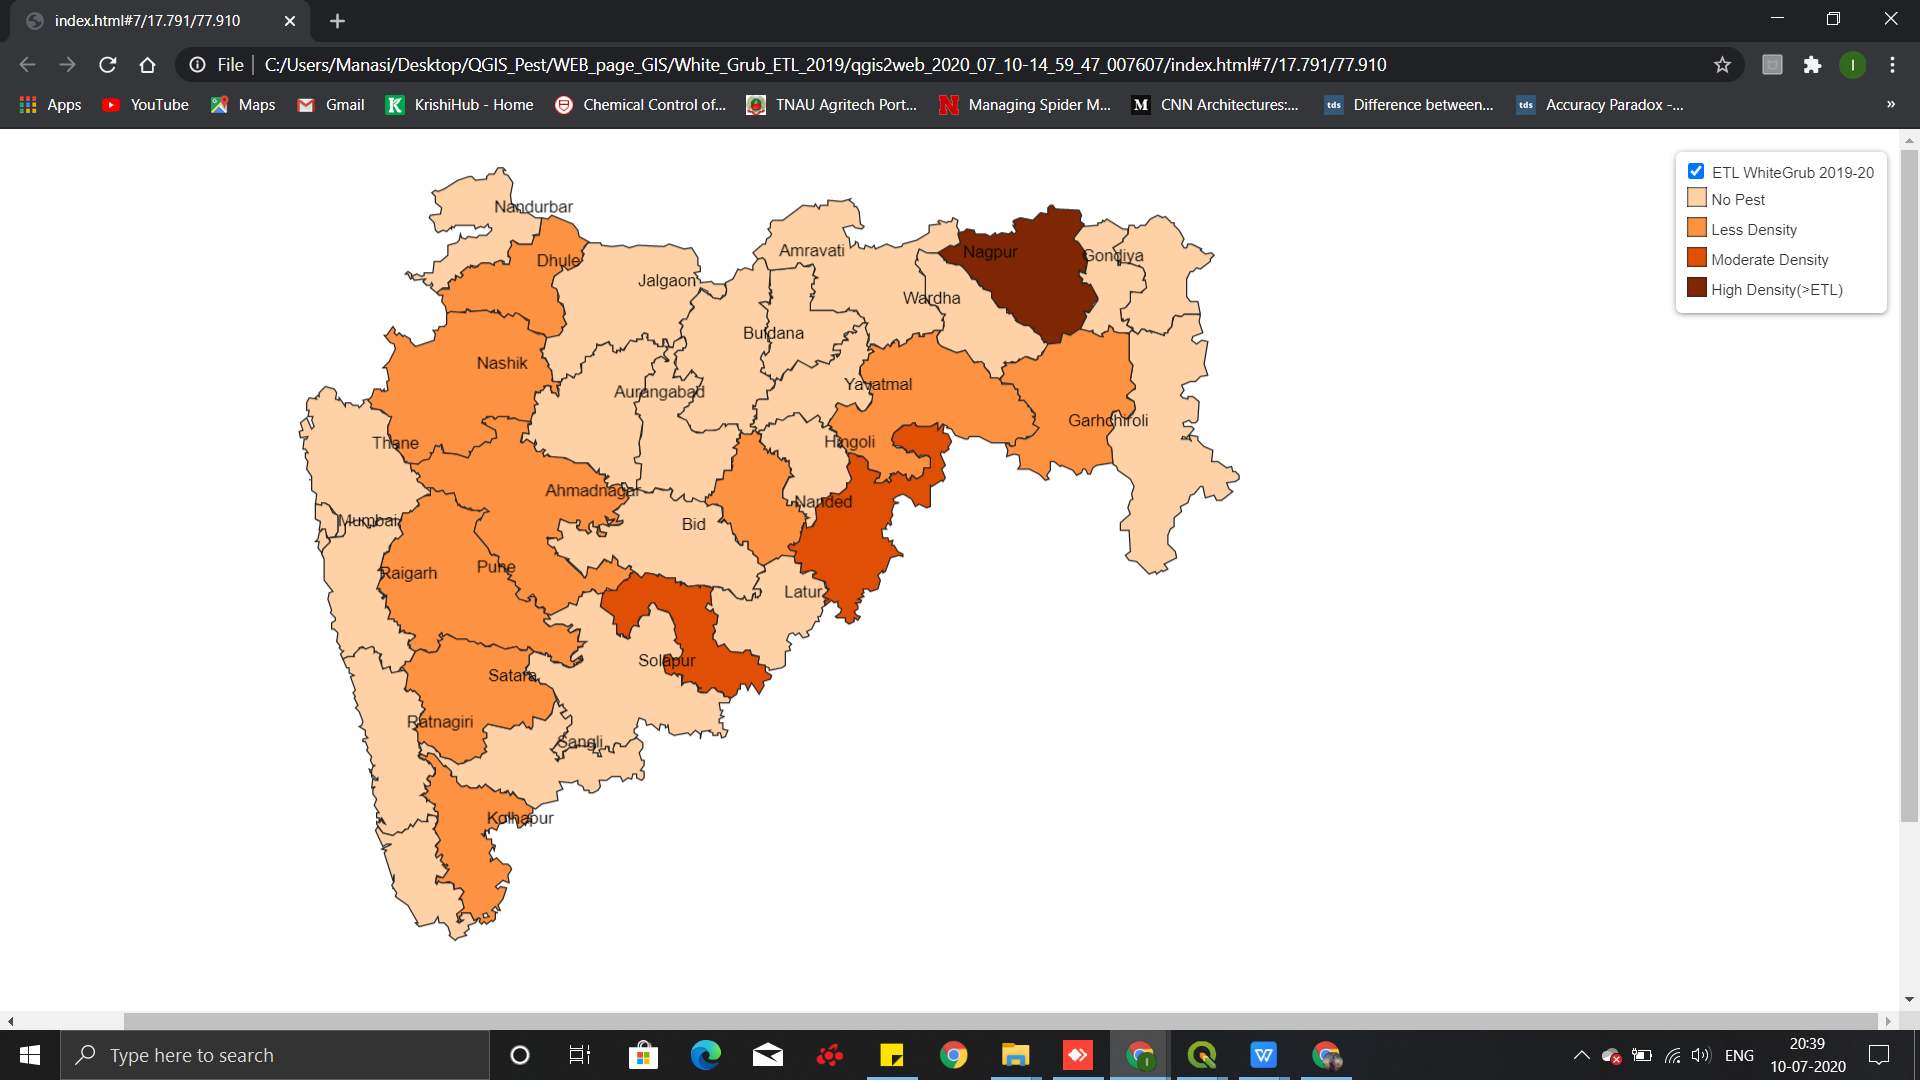 index.html#7/17.791/77.910
File
C:/Users/Manasi/Desktop/QGIS_Pest/WEB_page_GIS/White_Grub_ETL_2019/qgis2web_2020_07_10-14_59_47_007607/index.html#7/17.791/77.910
I
Apps YouTube Maps Gmail KrishiHub - Home Chemical Control of... TNAU Agritech Port... Managing Spider M... CNN Architectures:... Difference between... Accuracy Paradox -... »
ETL WhiteGrub 2019-20
No Pest
Less Density
Moderate Density
High Density(>ETL)
Nandurbar
Dhule
Jalgaon
Amravati
Nagpur
Gondiya
Wardha
Buldana
Nashik
Aurangabad
Yavatmal
Garhchiroli
Thane
Hingoli
Ahmadnagar
Nanded
Mumbai
Bid
Raigarh
Pune
Latur
Solapur
Satara
Ratnagiri
Sangli
Kolhapur
Type here to search
ENG
20:39
10-07-2020